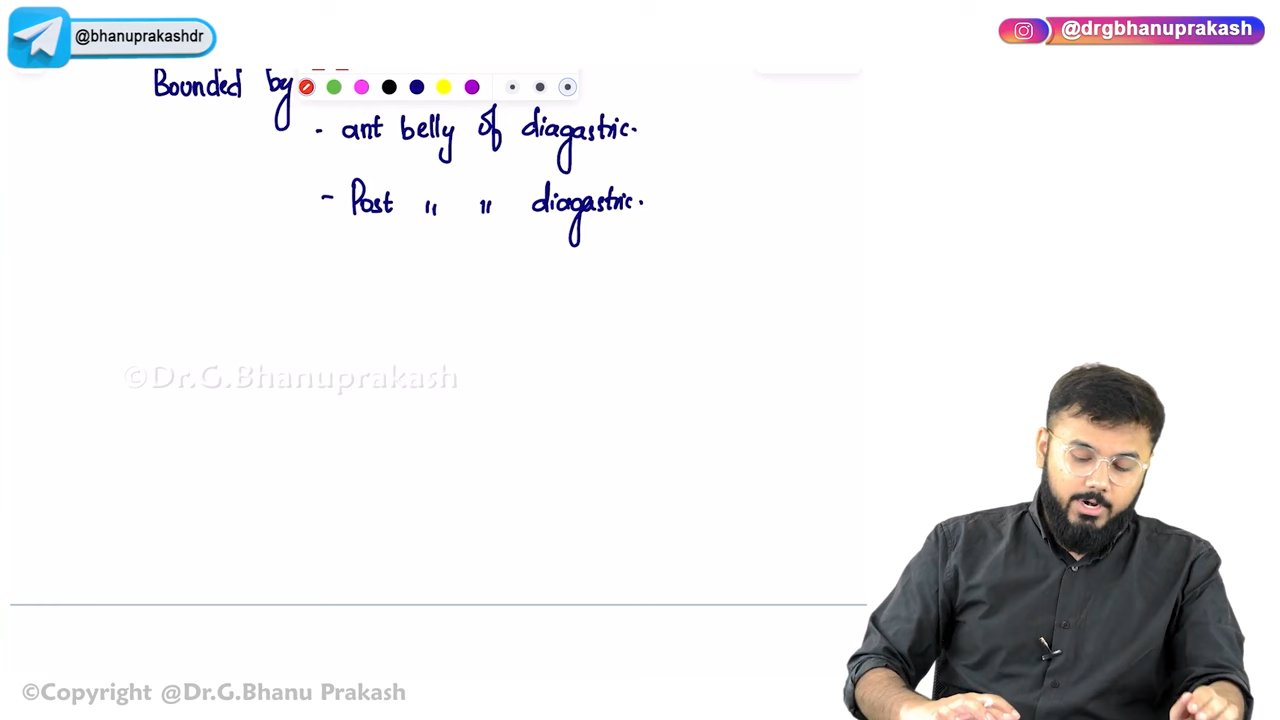 @bhanuprakashdr
@drgbhanuprakash
Bounded by
- ant belly of diagastric.
- Post " " diagastric.
©Dr.G.Bhanuprakash
©Copyright @Dr.G.Bhanu Prakash